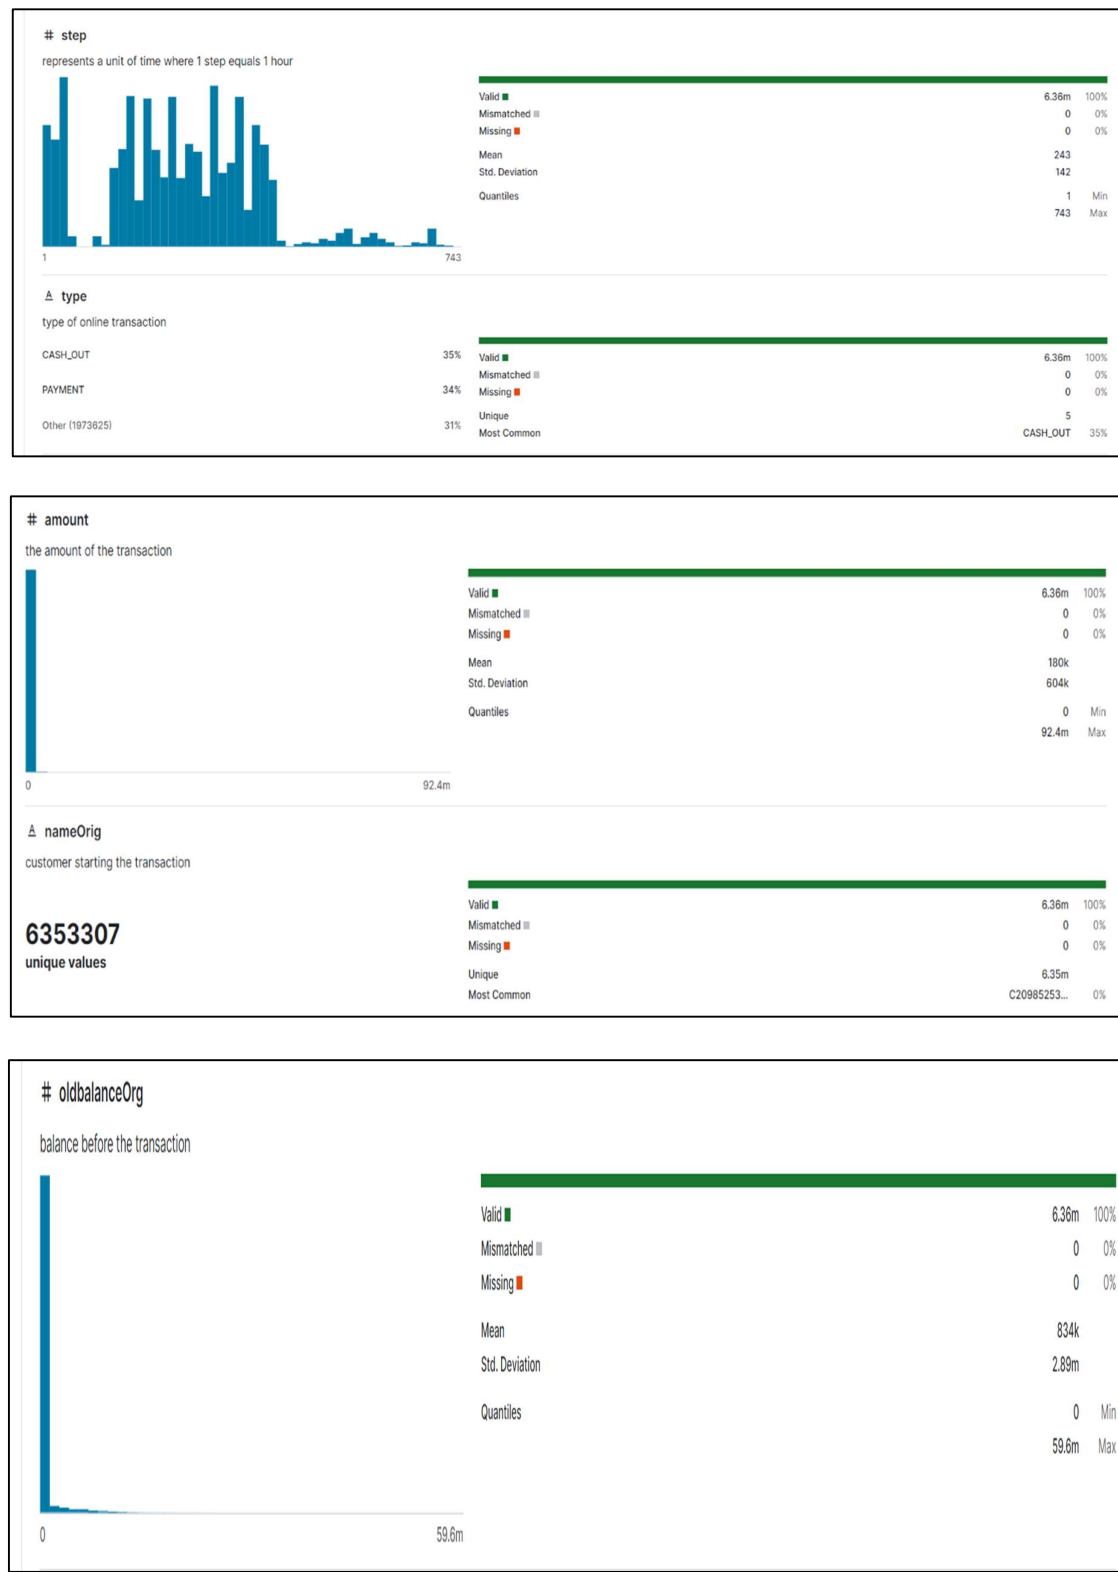 # step
represents a unit of time where 1 step equals 1 hour
1 743
Valid 6.36m 100%
Mismatched 0 0%
Missing 0 0%
Mean 243
Std. Deviation 142
Quantiles 1 Min
743 Max
A type
type of online transaction
CASH_OUT 35%
PAYMENT 34%
Other (1973625) 31%
Valid 6.36m 100%
Mismatched 0 0%
Missing 0 0%
Unique 5
Most Common CASH_OUT 35%
# amount
the amount of the transaction
0 92.4m
Valid 6.36m 100%
Mismatched 0 0%
Missing 0 0%
Mean 180k
Std. Deviation 604k
Quantiles 0 Min
92.4m Max
A nameOrig
customer starting the transaction
6353307
unique values
Valid 6.36m 100%
Mismatched 0 0%
Missing 0 0%
Unique 6.35m
Most Common C20985253... 0%
# oldbalanceOrg
balance before the transaction
0 59.6m
Valid 6.36m 100%
Mismatched 0 0%
Missing 0 0%
Mean 834k
Std. Deviation 2.89m
Quantiles 0 Min
59.6m Max